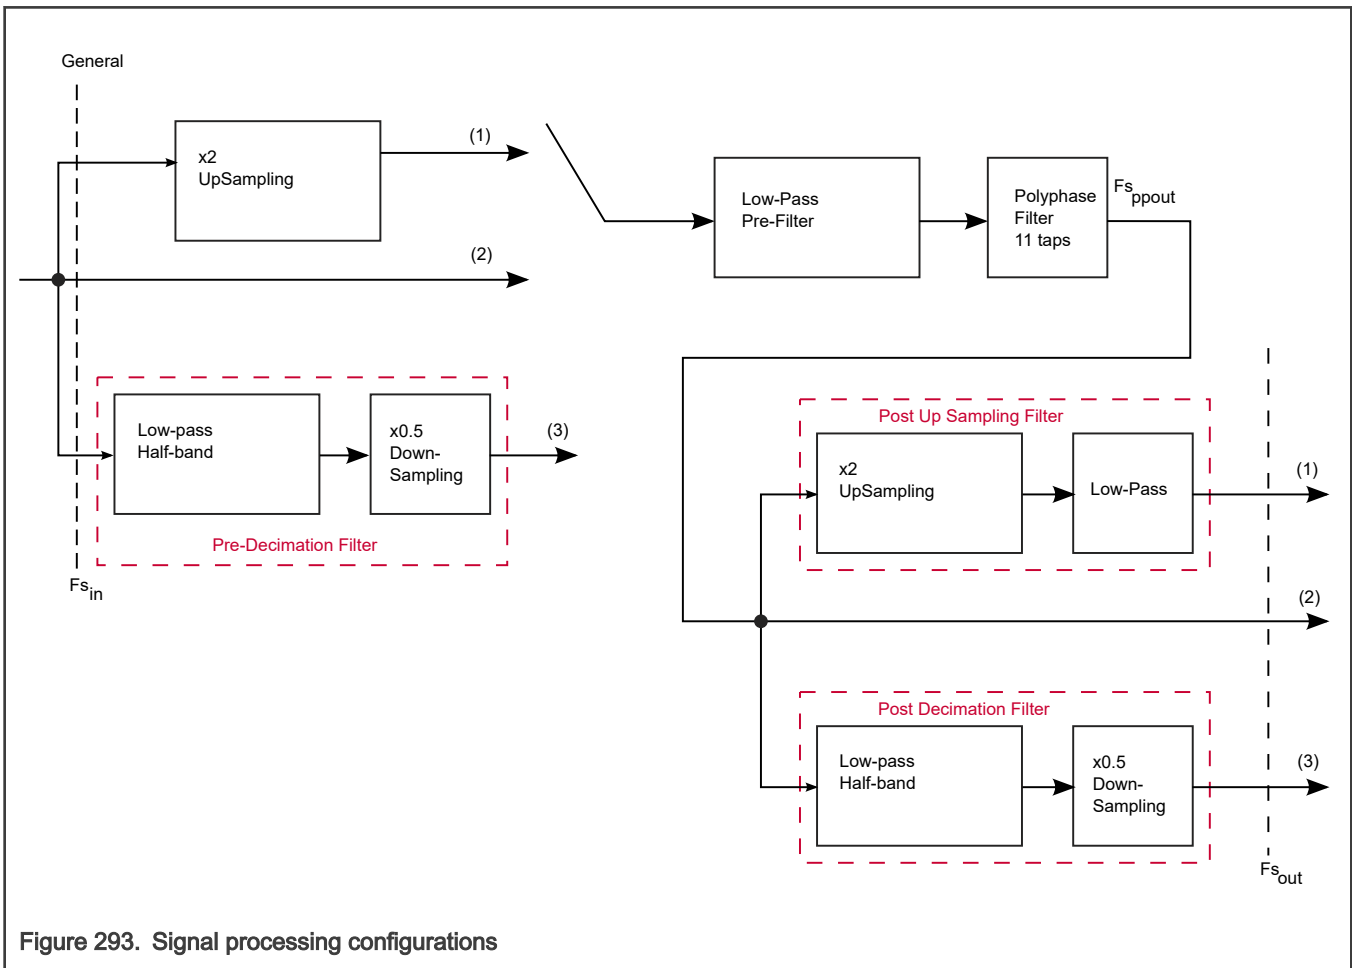 General
x2
UpSampling
(1)
(2)
Low-Pass
Pre-Filter
Polyphase
Filter
11 taps
Fsppout
Low-pass
Half-band
x0.5
Down-
Sampling
(3)
Pre-Decimation Filter
Fsin
Post Up Sampling Filter
x2
UpSampling
Low-Pass
(1)
(2)
Post Decimation Filter
Low-pass
Half-band
x0.5
Down-
Sampling
(3)
Fsout
Figure 293. Signal processing configurations